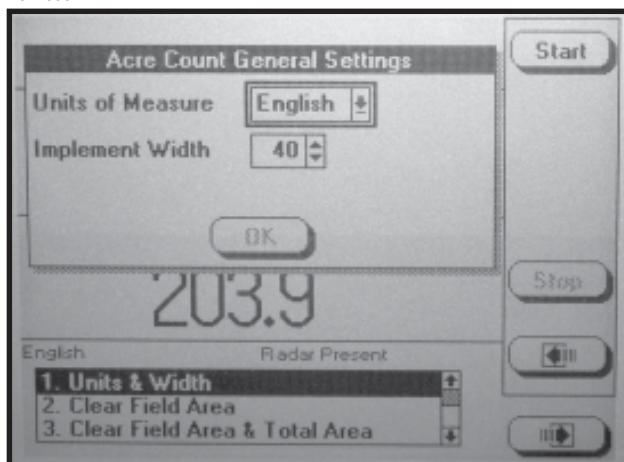 Acre Count General Settings
Units of Measure English
Implement Width 40
OK
203.9
English Radar Present
1. Units & Width
2. Clear Field Area
3. Clear Field Area & Total Area
Start
Stop